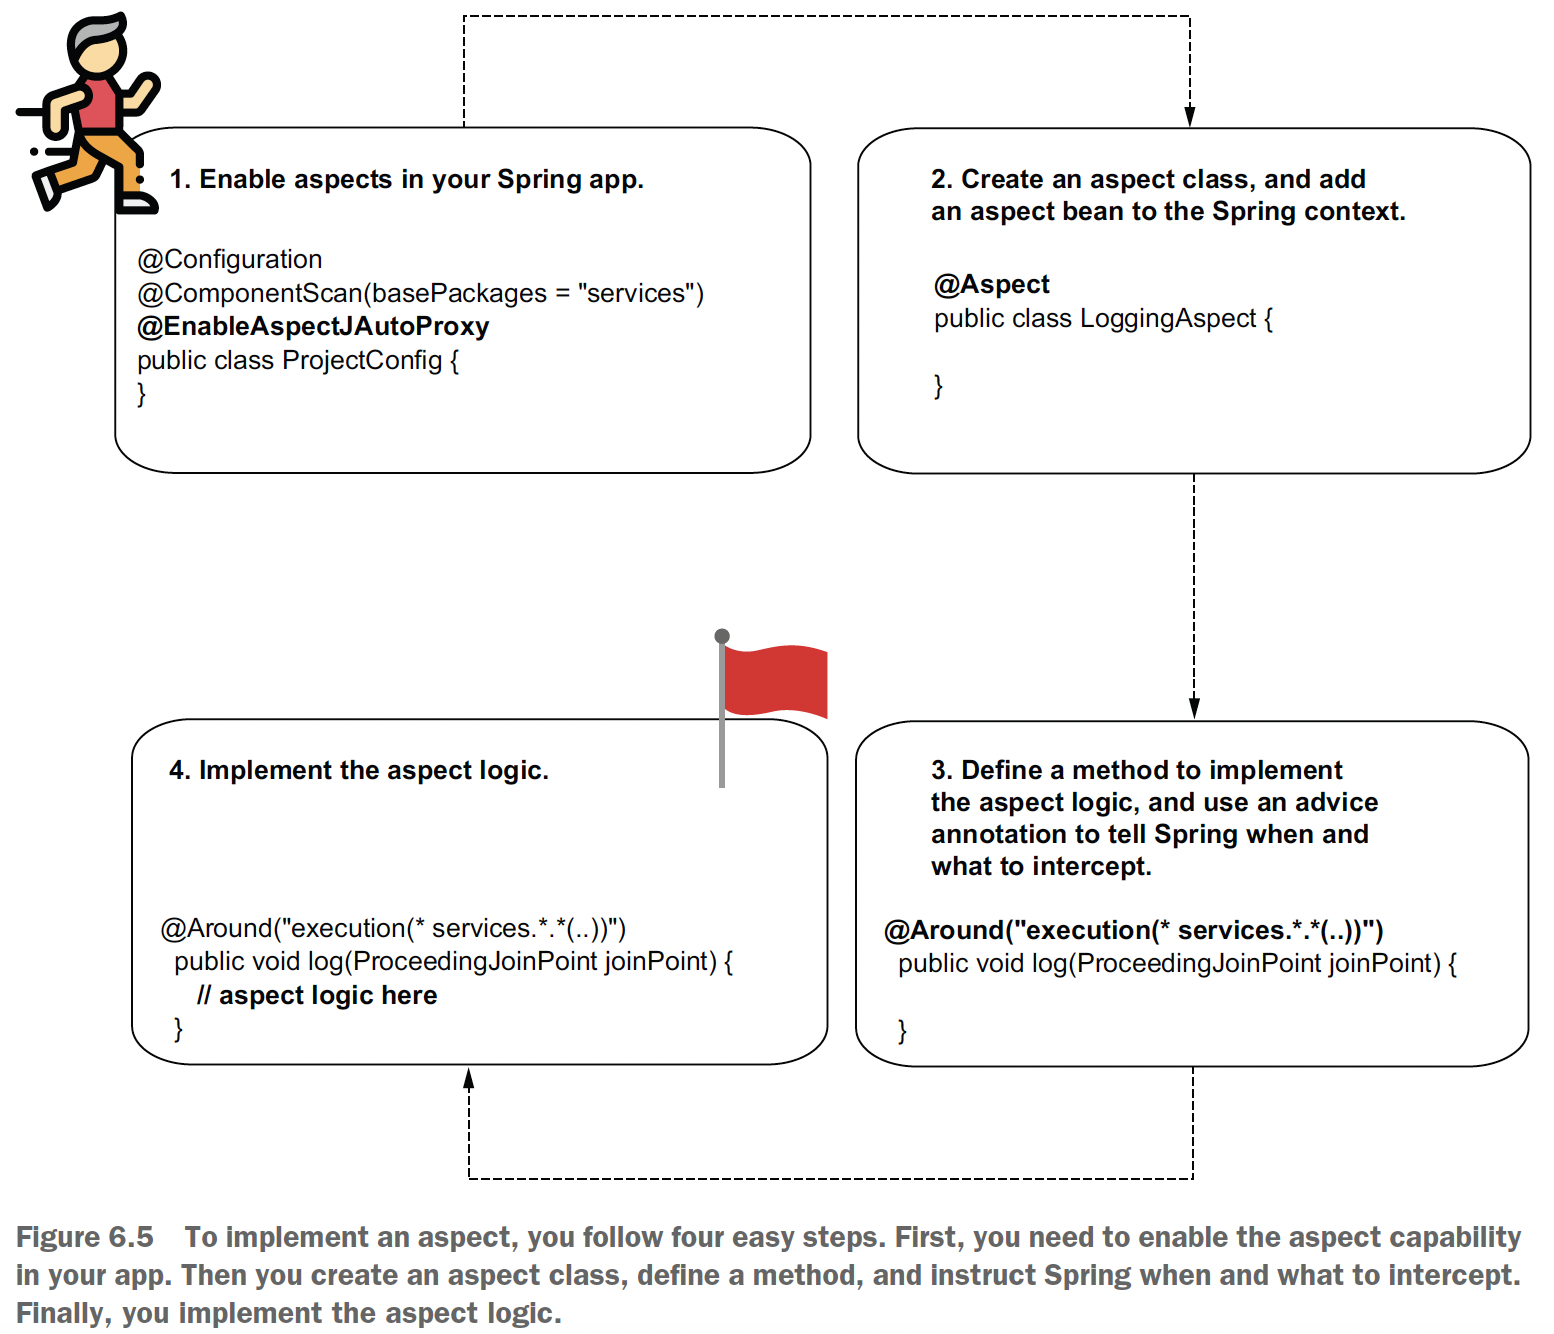 1. Enable aspects in your Spring app.
@Configuration
@ComponentScan(basePackages = "services")
@EnableAspectJAutoProxy
public class ProjectConfig {
}
2. Create an aspect class, and add
an aspect bean to the Spring context.
@Aspect
public class LoggingAspect {
}
3. Define a method to implement
the aspect logic, and use an advice
annotation to tell Spring when and
what to intercept.
@Around("execution(* services.*.*(..))")
public void log(ProceedingJoinPoint joinPoint) {
}
4. Implement the aspect logic.
@Around("execution(* services.*.*(..))")
public void log(ProceedingJoinPoint joinPoint) {
// aspect logic here
}
Figure 6.5 To implement an aspect, you follow four easy steps. First, you need to enable the aspect capability
in your app. Then you create an aspect class, define a method, and instruct Spring when and what to intercept.
Finally, you implement the aspect logic.